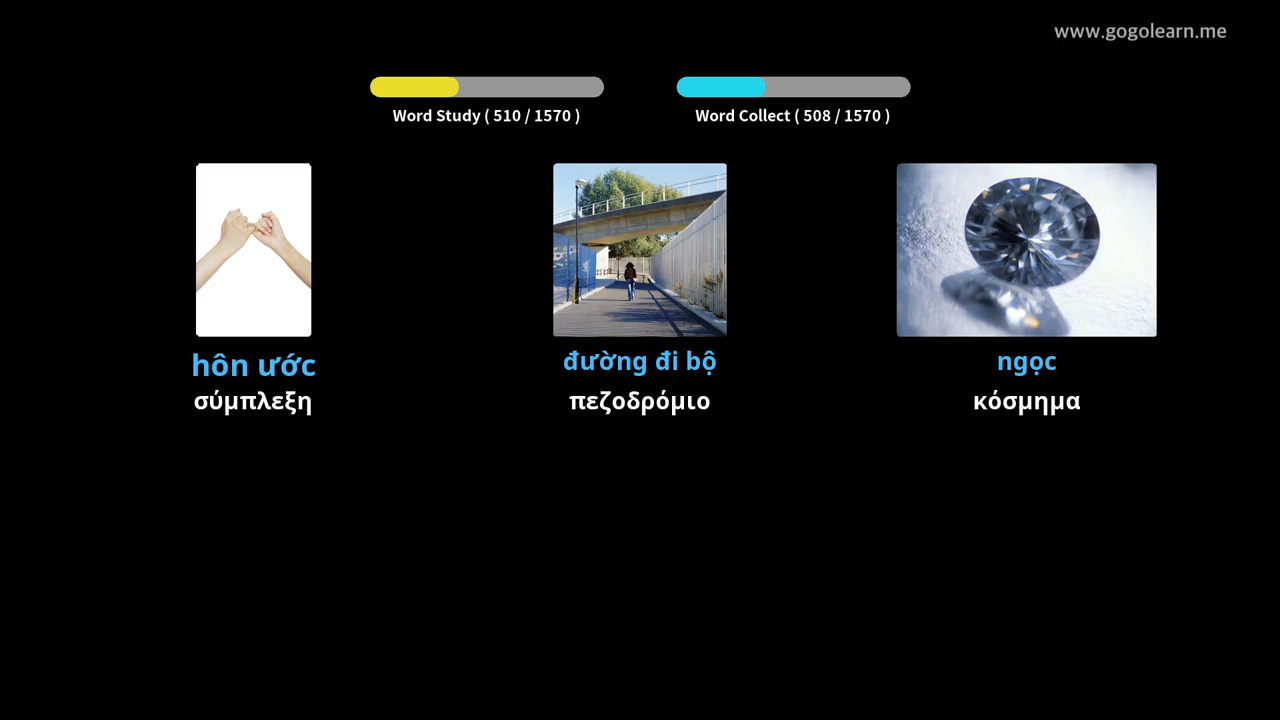 www.gogolearn.me
Word Study ( 510 / 1570 )
Word Collect ( 508 / 1570 )
hôn ước
σύμπλεξη
đường đi bộ
πεζοδρόμιο
ngọc
κόσμημα